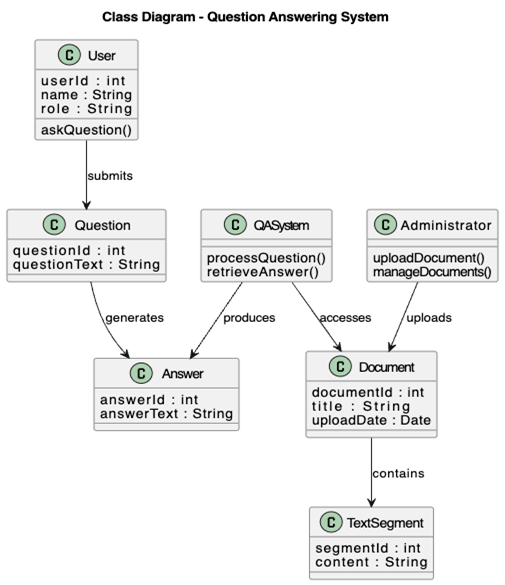 Class Diagram - Question Answering System
C User
userId : int
name : String
role : String
askQuestion()
submits
C Question
questionId : int
questionText : String
C QASystem
processQuestion()
retrieveAnswer()
C Administrator
uploadDocument()
manageDocuments()
generates
produces
accesses
uploads
C Answer
answerId : int
answerText : String
C Document
documentId : int
title : String
uploadDate : Date
contains
C TextSegment
segmentId : int
content : String